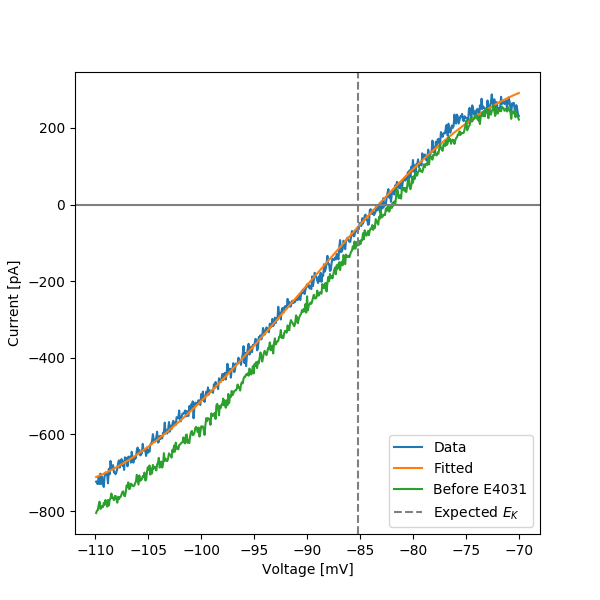 200
0
−200
−400
−600
−800
Current [pA]
−110
−105
−100
−95
−90
−85
−80
−75
−70
Voltage [mV]
Data
Fitted
Before E4031
Expected E_K